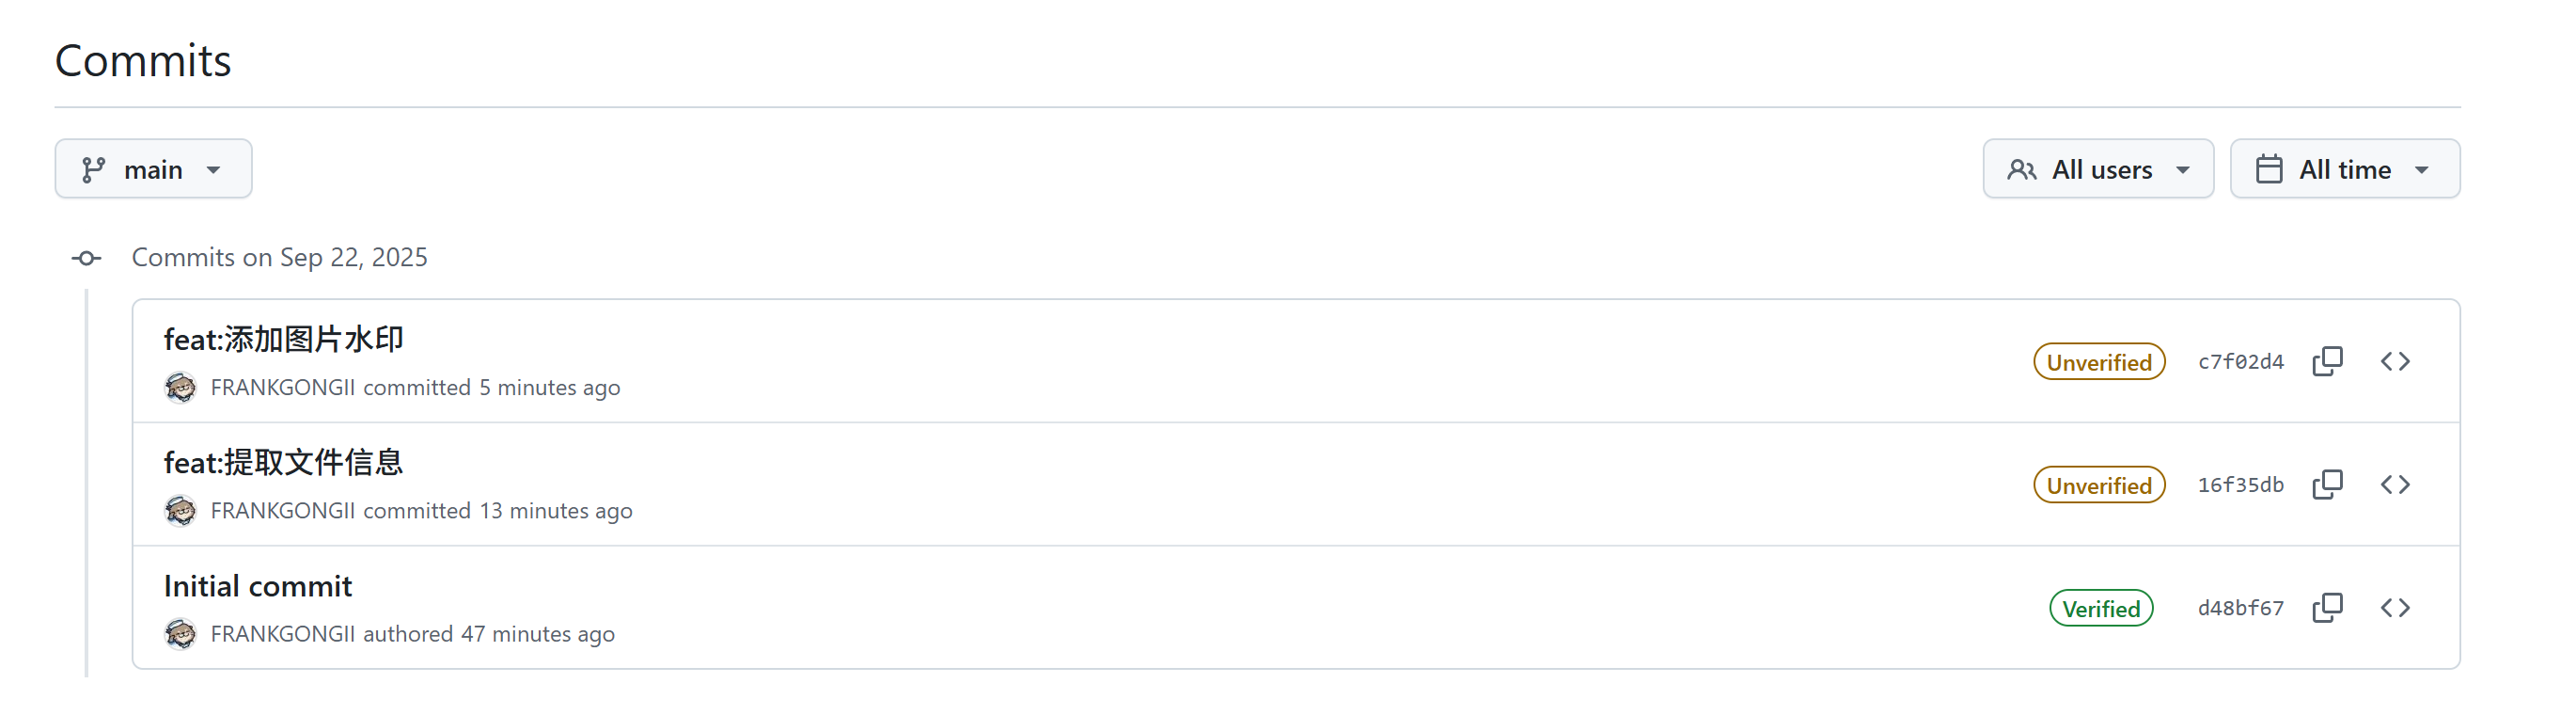 Commits
main
All users
All time
Commits on Sep 22, 2025
feat:添加图片水印
FRANKGONGII committed 5 minutes ago
Unverified
c7f02d4
feat:提取文件信息
FRANKGONGII committed 13 minutes ago
Unverified
16f35db
Initial commit
FRANKGONGII authored 47 minutes ago
Verified
d48bf67